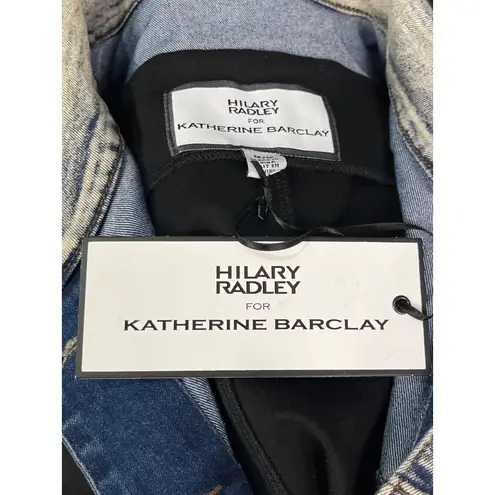 HILARY
RADLEY
FOR
KATHERINE BARCLAY
HILARY
RADLEY
FOR
KATHERINE BARCLAY